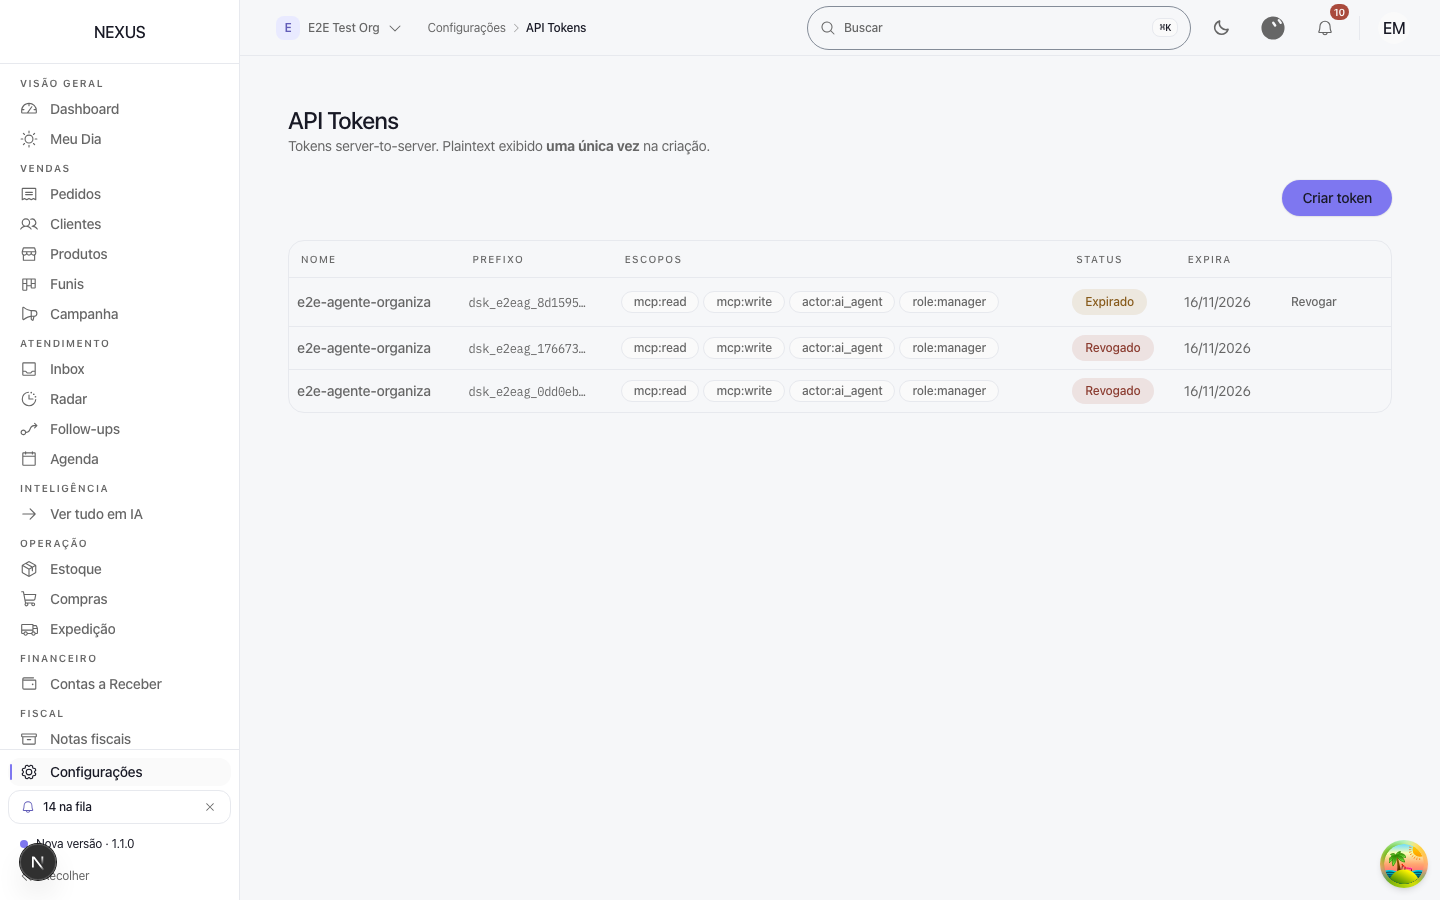 NEXUS
VISÃO GERAL
Dashboard
Meu Dia
VENDAS
Pedidos
Clientes
Produtos
Funis
Campanha
ATENDIMENTO
Inbox
Radar
Follow-ups
Agenda
INTELIGÊNCIA
Ver tudo em IA
OPERAÇÃO
Estoque
Compras
Expedição
FINANCEIRO
Contas a Receber
FISCAL
Notas fiscais
Configurações
14 na fila
Nova versão · 1.1.0
N
E E2E Test Org Configurações API Tokens Buscar ⌘K 10 EM
API Tokens
Tokens server-to-server. Plaintext exibido uma única vez na criação.
Criar token
NOME PREFIXO ESCOPOS STATUS EXPIRA
e2e-agente-organiza dsk_e2eag_8d1595… mcp:read mcp:write actor:ai_agent role:manager Expirado 16/11/2026 Revogar
e2e-agente-organiza dsk_e2eag_176673… mcp:read mcp:write actor:ai_agent role:manager Revogado 16/11/2026
e2e-agente-organiza dsk_e2eag_0dd0eb… mcp:read mcp:write actor:ai_agent role:manager Revogado 16/11/2026